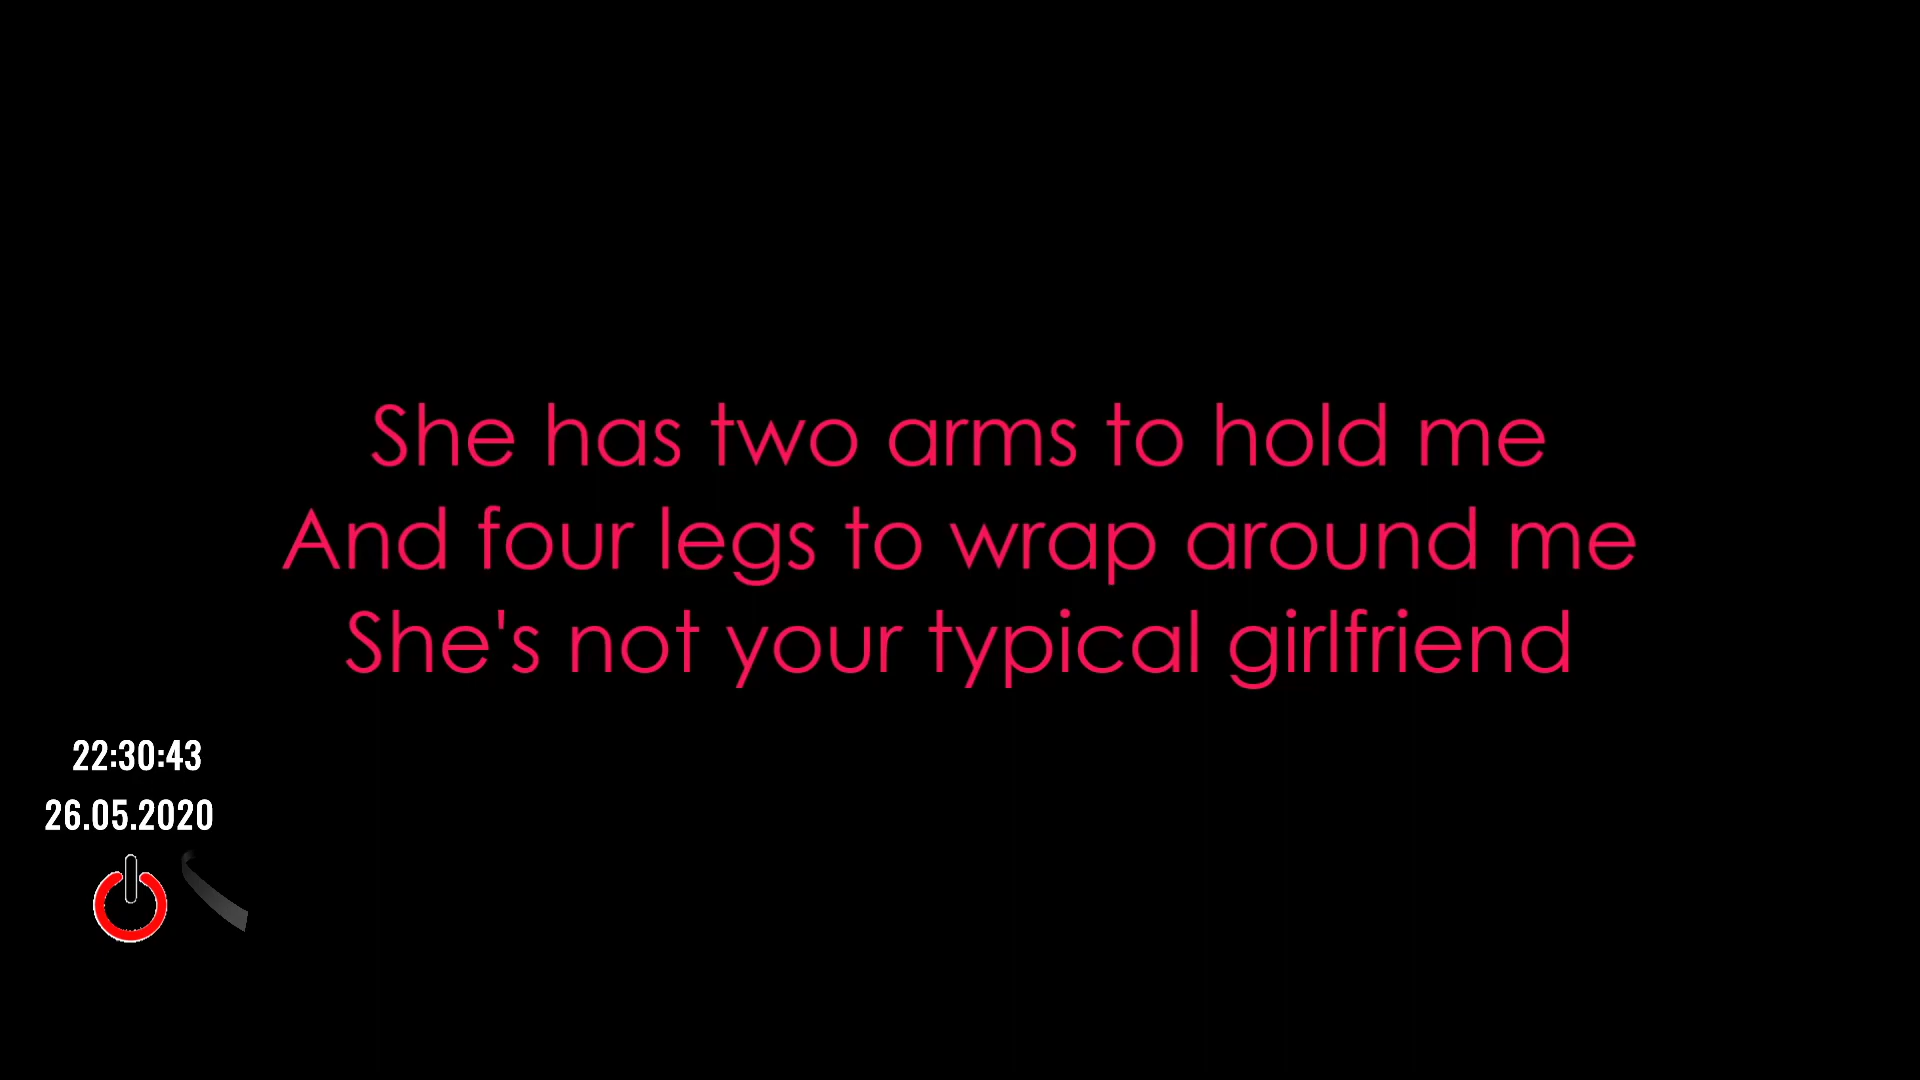 She has two arms to hold me
And four legs to wrap around me
She's not your typical girlfriend
22:30:43
26.05.2020